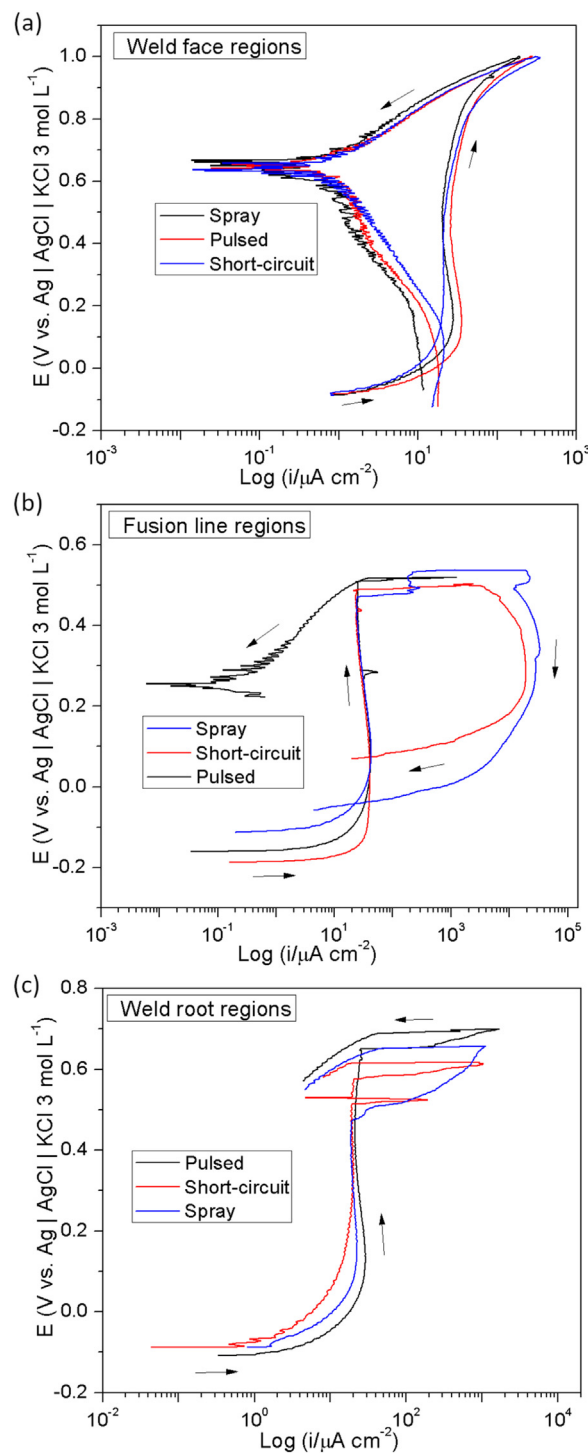 (a)
Weld face regions
E (V vs. Ag | AgCl | KCl 3 mol L⁻¹)
1.0
0.8
0.6
0.4
0.2
0.0
-0.2
Spray
Pulsed
Short-circuit
10⁻³ 10⁻¹ 10¹ 10³
Log (i/μA cm⁻²)
(b)
Fusion line regions
E (V vs. Ag | AgCl | KCl 3 mol L⁻¹)
0.6
0.4
0.2
0.0
-0.2
Spray
Short-circuit
Pulsed
10⁻³ 10⁻¹ 10¹ 10³ 10⁵
Log (i/μA cm⁻²)
(c)
Weld root regions
E (V vs. Ag | AgCl | KCl 3 mol L⁻¹)
0.8
0.6
0.4
0.2
0.0
-0.2
Pulsed
Short-circuit
Spray
10⁻² 10⁰ 10² 10⁴
Log (i/μA cm⁻²)